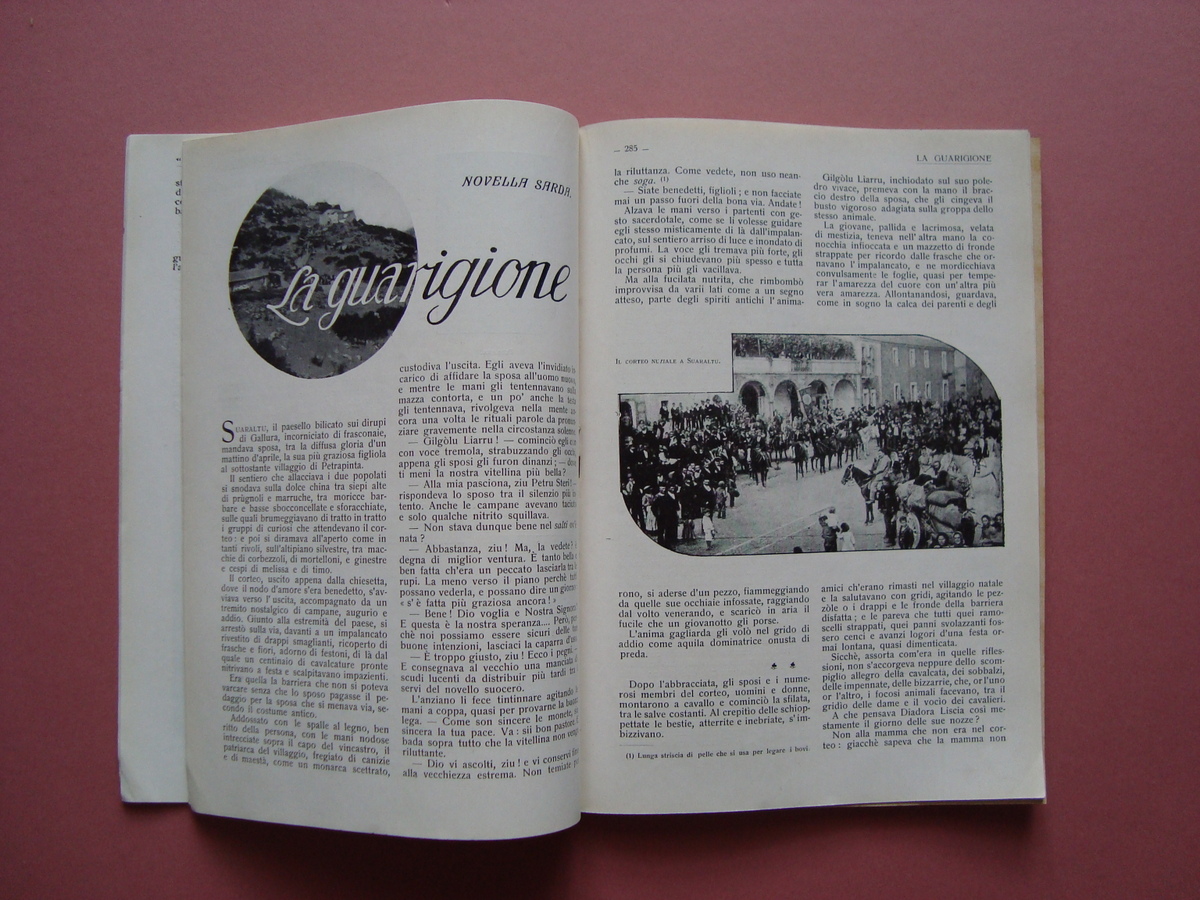 NOVELLA SARDA.
La guarigione
SUARALTU, il paesello bilicato sui dirupi
di Gallura, incorniciato di frasconaie,
mandava sposa, tra la diffusa gloria d'un
mattino d'aprile, la sua più graziosa figliola
al sottostante villaggio di Petrapinta.
Il sentiero che allacciava i due popolati
si snodava sulla dolce china tra siepi alte
di prùgnoli e marruche, tra moricce bar-
bare e basse sbocconcellate e sforacchiate,
sulle quali brumeggiavano di tratto in tratto
i gruppi di curiosi che attendevano il cor-
teo: e poi si diramava all'aperto come in
tanti rivoli, sull'altipiano silvestre, tra mac-
chie di corbezzoli, di mortelloni, e ginestre
e cespi di melissa e di timo.
Il corteo, uscito appena dalla chiesetta,
dove il nodo d'amore s'era benedetto, s'av-
viava verso l'uscita, accompagnato da un
tremito nostalgico di campane, augurio e
addio. Giunto alla estremità del paese, si
arrestò sulla via, davanti a un impalancato
rivestito di drappi smaglianti, ricoperto di
frasche e fiori, adorno di festoni, di là dal
quale un centinaio di cavalcature pronte
nitrivano a festa e scalpitavano impazienti.
Era quella la barriera che non si poteva
varcare senza che lo sposo pagasse il pe-
daggio per la sposa che si menava via, se-
condo il costume antico.
Addossato con le spalle al legno, ben
ritto della persona, con le mani nodose
intrecciate sopra il capo del vincastro, il
patriarca del villaggio, fregiato di canizie
e di maestà, come un monarca scettrato,
custodiva l'uscita. Egli aveva l'invidiato in-
carico di affidare la sposa all'uomo nuovo,
e mentre le mani gli tentennavano sulla
mazza contorta, e un po' anche la testa
gli tentennava, rivolgeva nella mente an-
cora una volta le rituali parole da pronun-
ziare gravemente nella circostanza solenne.
— Gilgòlu Liarru! — cominciò egli
con voce tremola, strabuzzando gli occhi,
appena gli sposi gli furon dinanzi; —
ti meni la nostra vitellina più bella?
— Alla mia pasciona, ziu Petru Steri! —
rispondeva lo sposo tra il silenzio più in-
tento. Anche le campane avevano taciuto
e solo qualche nitrito squillava.
— Non stava dunque bene nel
nata?
— Abbastanza, ziu! Ma, la vedete? è
degna di miglior ventura. È tanto bella e
ben fatta ch'era un peccato lasciarla tra le
rupi. La meno verso il piano perchè tutti
possano vederla, e possano dire un giorno:
« s'è fatta più graziosa ancora! »
— Bene! Dio voglia e Nostra Signora!
E questa è la nostra speranza.... Però, per-
chè noi possiamo essere sicuri delle tue
buone intenzioni, lasciaci la caparra d'uso.
— È troppo giusto, ziu! Ecco i pegni. —
E consegnava al vecchio una manciata di
scudi lucenti da distribuir più tardi tra i
servi del novello suocero.
L'anziano li fece tintinnare agitando le
mani a coppa, quasi per provarne la buona
lega. — Come son sincere le monete, sia
sincera la tua pace. Va: sii bon pastore, e
bada sopra tutto che la vitellina non venga
riluttante.
— Dio vi ascolti, ziu! e vi conservi fino
alla vecchiezza estrema. Non temiate per
— 285 —
LA GUARIGIONE
la riluttanza. Come vedete, non uso nean-
che soga. (1)
— Siate benedetti, figlioli; e non facciate
mai un passo fuori della bona via. Andate!
Alzava le mani verso i partenti con ge-
sto sacerdotale, come se li volesse guidare
egli stesso misticamente di là dall'impalan-
cato, sul sentiero arriso di luce e inondato di
profumi. La voce gli tremava più forte, gli
occhi gli si chiudevano più spesso e tutta
la persona più gli vacillava.
Ma alla fucilata nutrita, che rimbombò
improvvisa da varii lati come a un segno
atteso, parte degli spiriti antichi l'anima-
Gilgòlu Liarru, inchiodato sul suo pole-
dro vivace, premeva con la mano il brac-
cio destro della sposa, che gli cingeva il
busto vigoroso adagiata sulla groppa dello
stesso animale.
La giovane, pallida e lacrimosa, velata
di mestizia, teneva nell'altra mano la co-
nocchia infioccata e un mazzetto di fronde
strappate per ricordo dalle frasche che or-
navano l'impalancato, e ne mordicchiava
convulsamente le foglie, quasi per tempe-
rar l'amarezza del cuore con un'altra più
vera amarezza. Allontanandosi, guardava,
come in sogno la calca dei parenti e degli
IL CORTEO NUZIALE A SUARALTU.
rono, si aderse d'un pezzo, fiammeggiando
da quelle sue occhiaie infossate, raggiando
dal volto venerando, e scaricò in aria il
fucile che un giovanotto gli porse.
L'anima gagliarda gli volò nel grido di
addio come aquila dominatrice onusta di
preda.
Dopo l'abbracciata, gli sposi e i nume-
rosi membri del corteo, uomini e donne,
montarono a cavallo e cominciò la sfilata,
tra le salve costanti. Al crepitìo delle schiop-
pettate le bestie, atterrite e inebriate, s'im-
bizzivano.
(1) Lunga striscia di pelle che si usa per legare i bovi.
amici ch'erano rimasti nel villaggio natale
e la salutavano con gridi, agitando le pez-
zòle o i drappi e le fronde della barriera
disfatta; e le pareva che tutti quei ramo-
scelli strappati, quei panni svolazzanti fos-
sero cenci e avanzi logori d'una festa or-
mai lontana, quasi dimenticata.
Sicchè, assorta com'era in quelle rifles-
sioni, non s'accorgeva neppure dello scom-
piglio allegro della cavalcata, dei sobbalzi,
delle impennate, delle bizzarrie, che, or l'uno
or l'altro, i focosi animali facevano, tra il
gridio delle dame e il vocio dei cavalieri.
A che pensava Diadora Liscia così me-
stamente il giorno delle sue nozze?
Non alla mamma che non era nel cor-
teo: giacchè sapeva che la mamma non